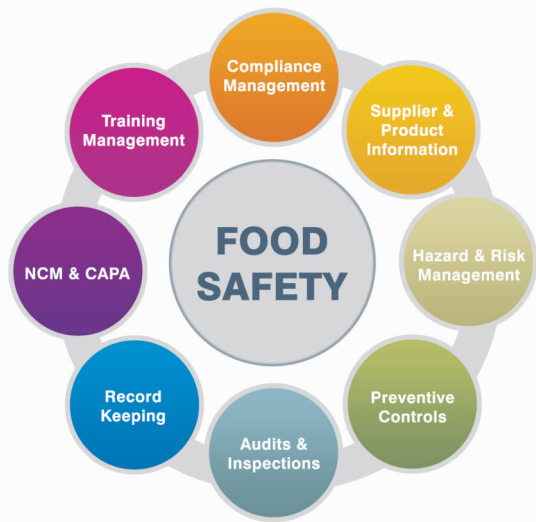 Compliance
Management
Supplier &
Product
Information
Hazard & Risk
Management
Preventive
Controls
Audits &
Inspections
Record
Keeping
NCM & CAPA
Training
Management
FOOD
SAFETY